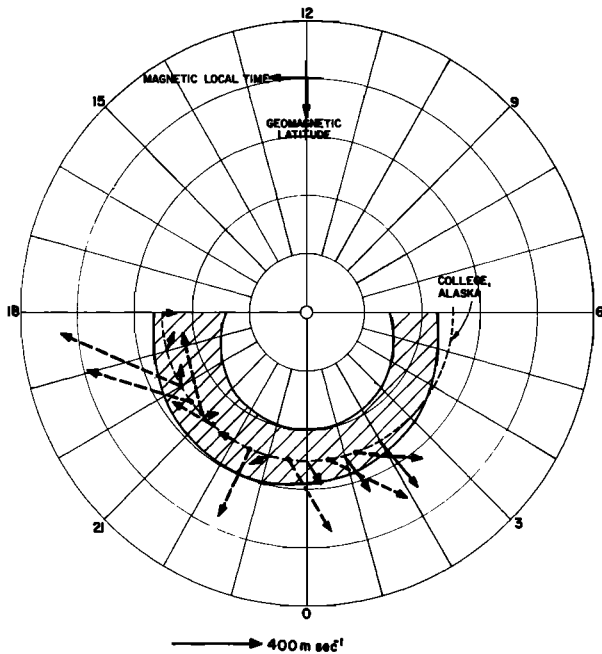 12
MAGNETIC LOCAL TIME
15
9
GEOMAGNETIC
LATITUDE
COLLEGE,
ALASKA
18
6
21
3
0
400 m sec⁻¹